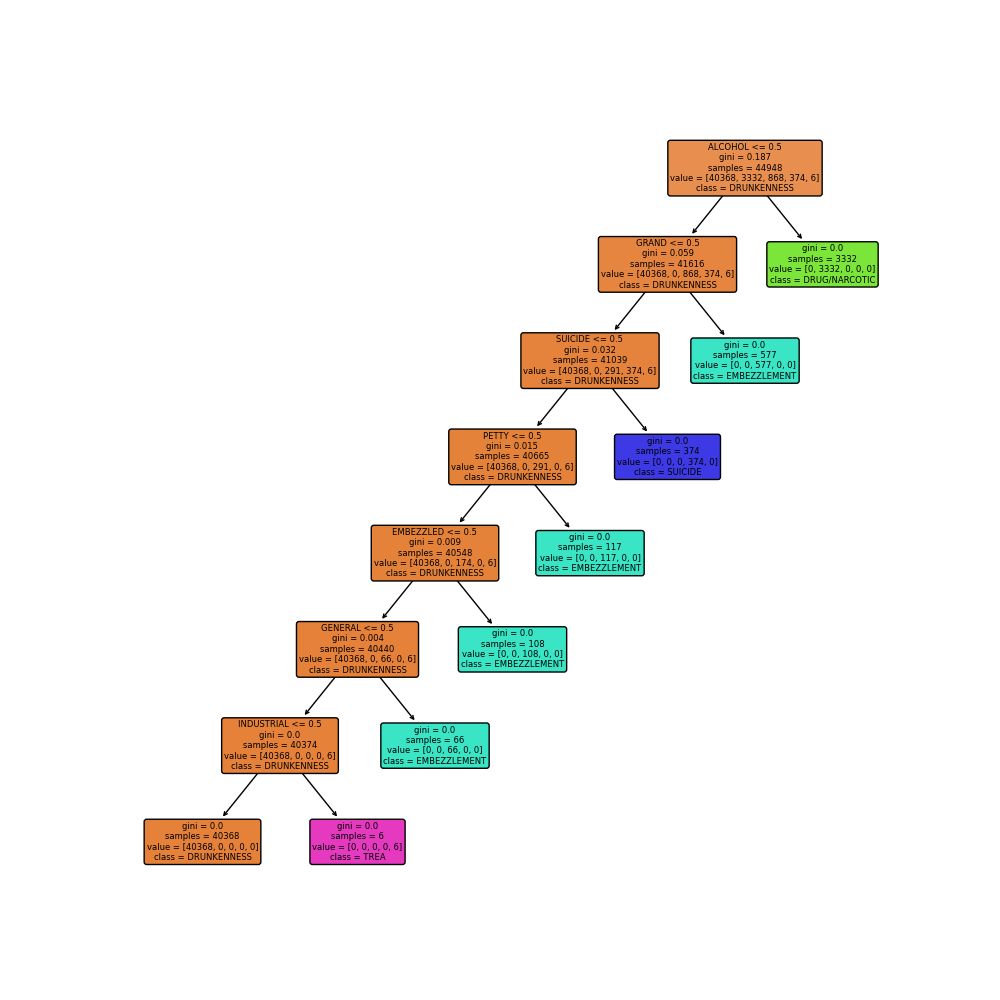 ALCOHOL <= 0.5
gini = 0.187
samples = 44948
value = [40368, 3332, 868, 374, 6]
class = DRUNKENNESS
GRAND <= 0.5
gini = 0.059
samples = 41616
value = [40368, 0, 868, 374, 6]
class = DRUNKENNESS
gini = 0.0
samples = 3332
value = [0, 3332, 0, 0, 0]
class = DRUG/NARCOTIC
SUICIDE <= 0.5
gini = 0.032
samples = 41039
value = [40368, 0, 291, 374, 6]
class = DRUNKENNESS
gini = 0.0
samples = 577
value = [0, 0, 577, 0, 0]
class = EMBEZZLEMENT
PETTY <= 0.5
gini = 0.015
samples = 40665
value = [40368, 0, 291, 0, 6]
class = DRUNKENNESS
gini = 0.0
samples = 374
value = [0, 0, 0, 374, 0]
class = SUICIDE
EMBEZZLED <= 0.5
gini = 0.009
samples = 40548
value = [40368, 0, 174, 0, 6]
class = DRUNKENNESS
gini = 0.0
samples = 117
value = [0, 0, 117, 0, 0]
class = EMBEZZLEMENT
GENERAL <= 0.5
gini = 0.004
samples = 40440
value = [40368, 0, 66, 0, 6]
class = DRUNKENNESS
gini = 0.0
samples = 108
value = [0, 0, 108, 0, 0]
class = EMBEZZLEMENT
INDUSTRIAL <= 0.5
gini = 0.0
samples = 40374
value = [40368, 0, 0, 0, 6]
class = DRUNKENNESS
gini = 0.0
samples = 66
value = [0, 0, 66, 0, 0]
class = EMBEZZLEMENT
gini = 0.0
samples = 40368
value = [40368, 0, 0, 0, 0]
class = DRUNKENNESS
gini = 0.0
samples = 6
value = [0, 0, 0, 0, 6]
class = TREA